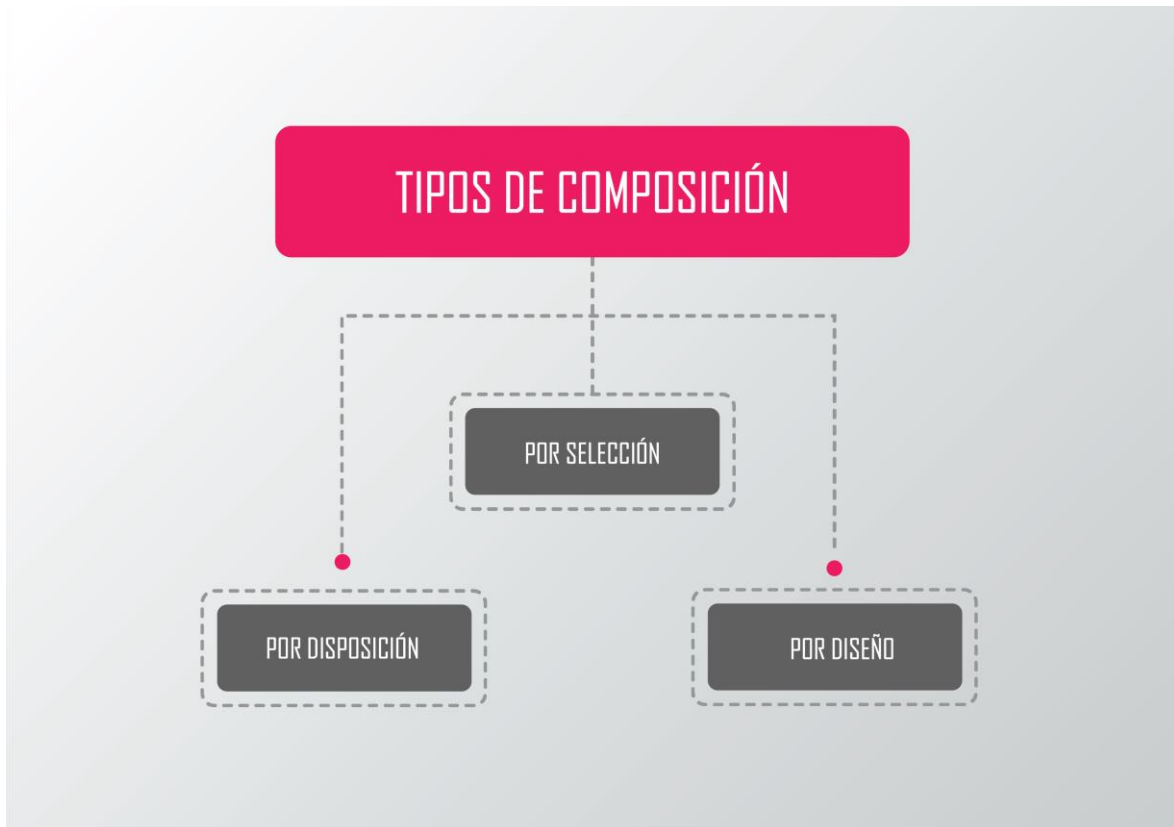 TIPOS DE COMPOSICIÓN
POR SELECCIÓN
POR DISPOSICIÓN
POR DISEÑO